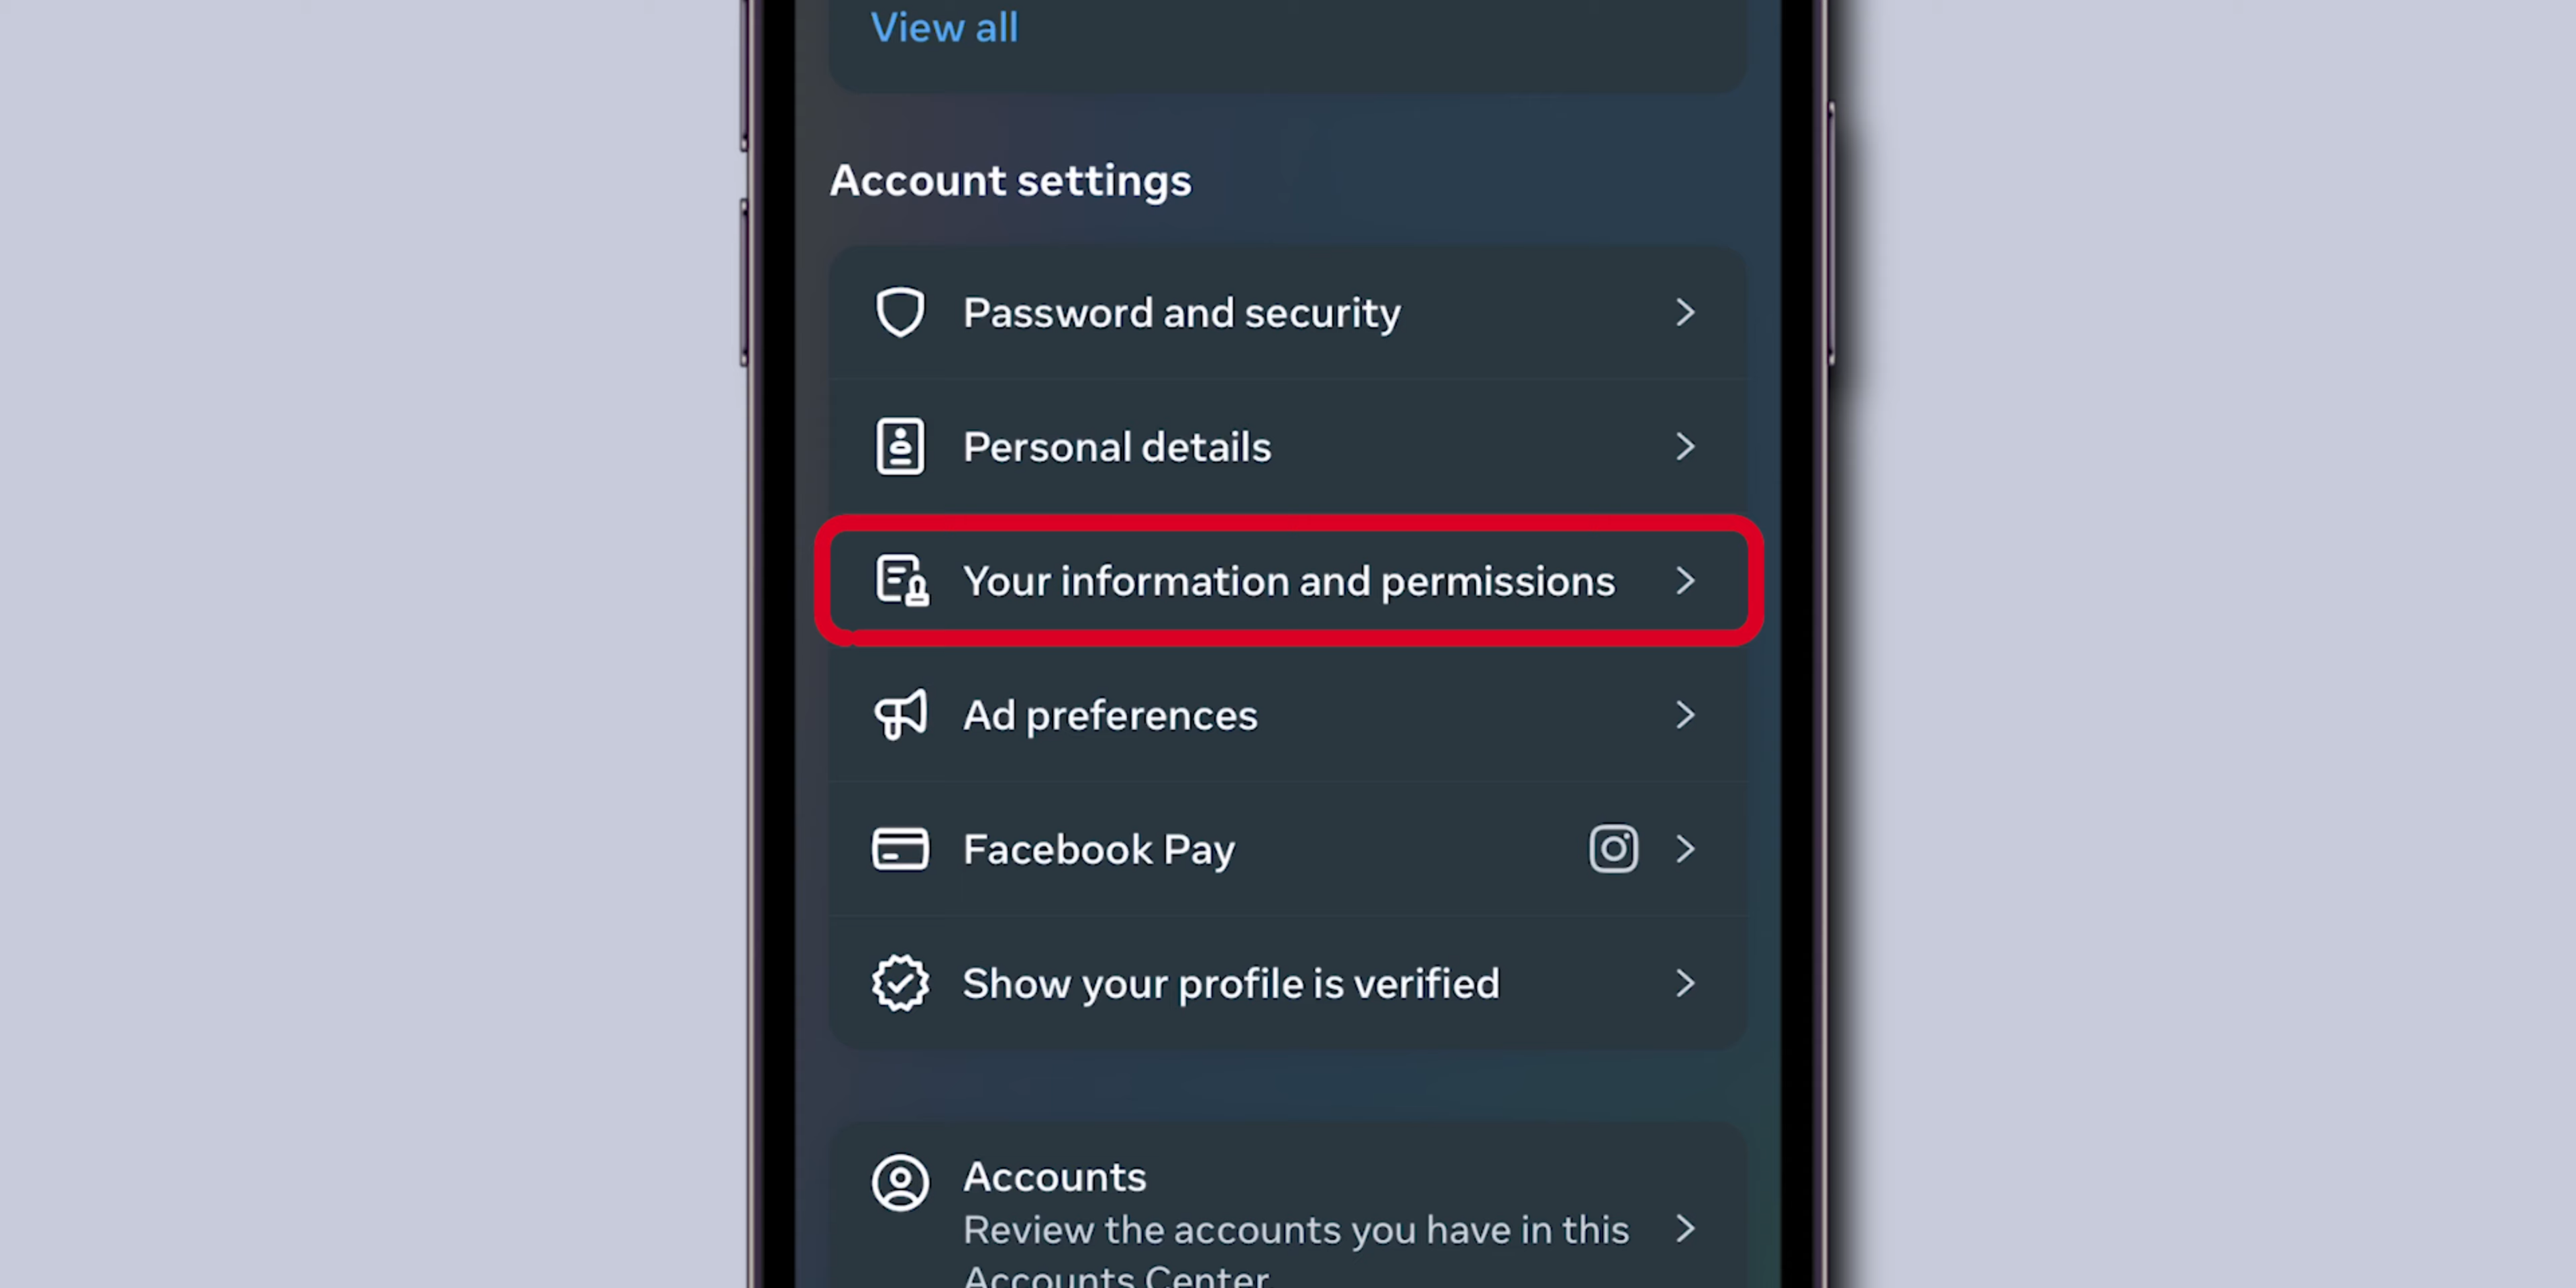 View all
Account settings
Password and security
Personal details
Your information and permissions
Ad preferences
Facebook Pay
Show your profile is verified
Accounts
Review the accounts you have in this
Accounts Center